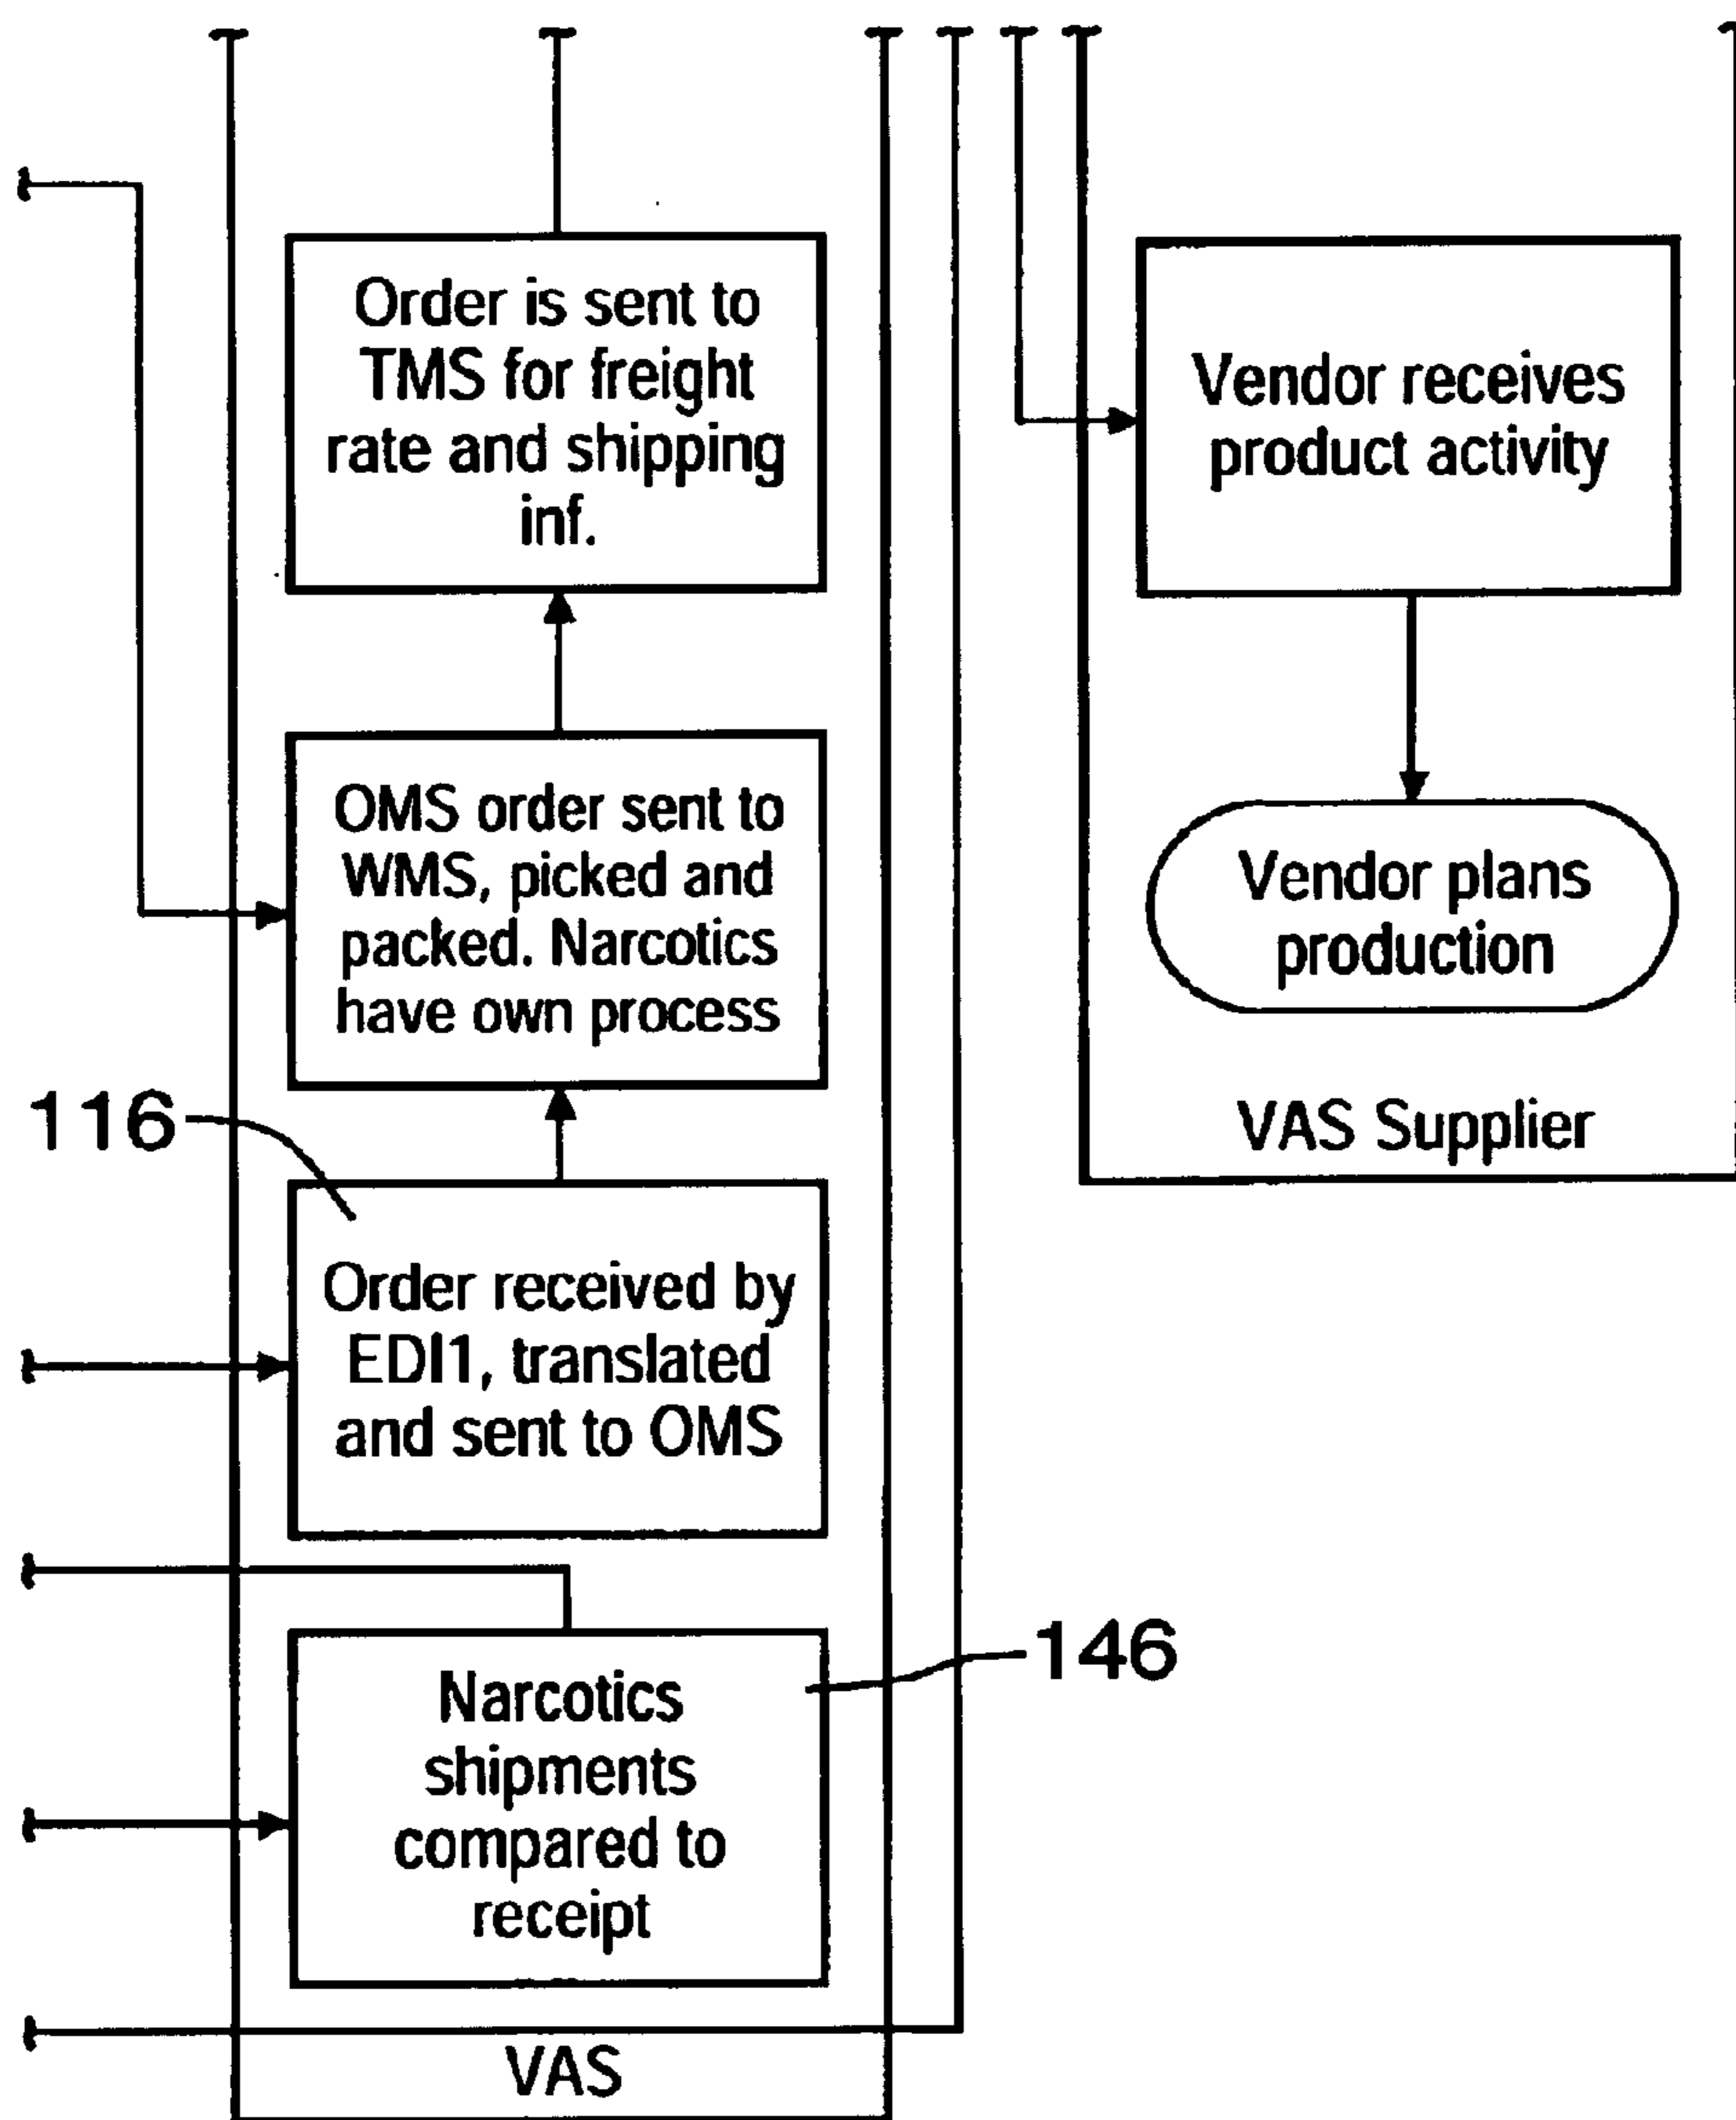 Order is sent to
TMS for freight
rate and shipping
inf.
OMS order sent to
WMS, picked and
packed. Narcotics
have own process
116
Order received by
EDI1, translated
and sent to OMS
146
Narcotics
shipments
compared to
receipt
VAS
Vendor receives
product activity
Vendor plans
production
VAS Supplier